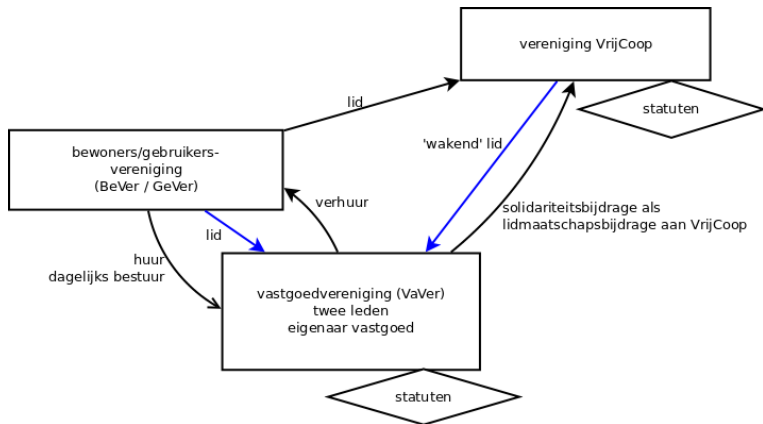 vereniging VrijCoop
statuten
lid
bewoners/gebruikers-
vereniging
(BeVer / GeVer)
'wakend' lid
verhuur
solidariteitsbijdrage als
lidmaatschapsbijdrage aan VrijCoop
lid
huur
dagelijks bestuur
vastgoedvereniging (VaVer)
twee leden
eigenaar vastgoed
statuten